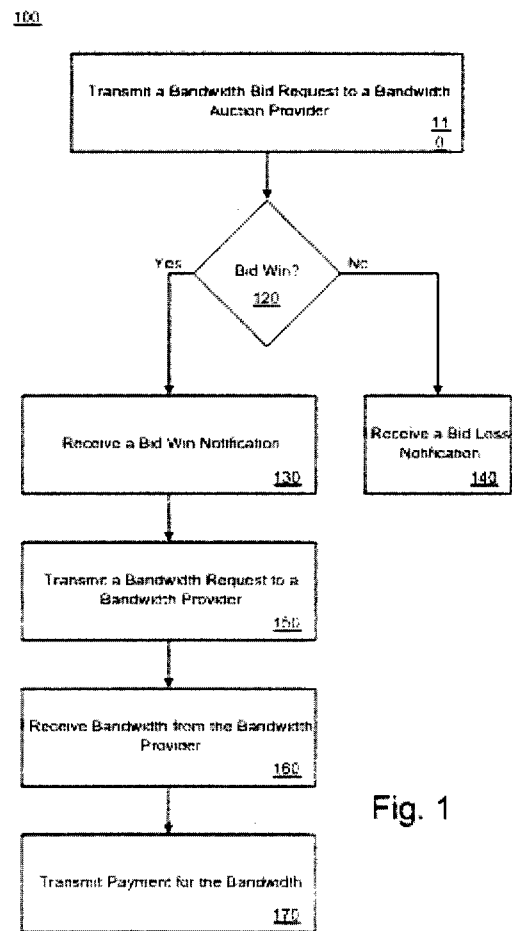 100
Transmit a Bandwidth Bid Request to a Bandwidth
Auction Provider
11
0
Yes
Bid Win?
No
120
Receive a Bid Win Notification
130
Receive a Bid Loss
Notification
140
Transmit a Bandwidth Request to a
Bandwidth Provider
150
Receive Bandwidth from the Bandwidth
Provider
160
Fig. 1
Transmit Payment for the Bandwidth
170